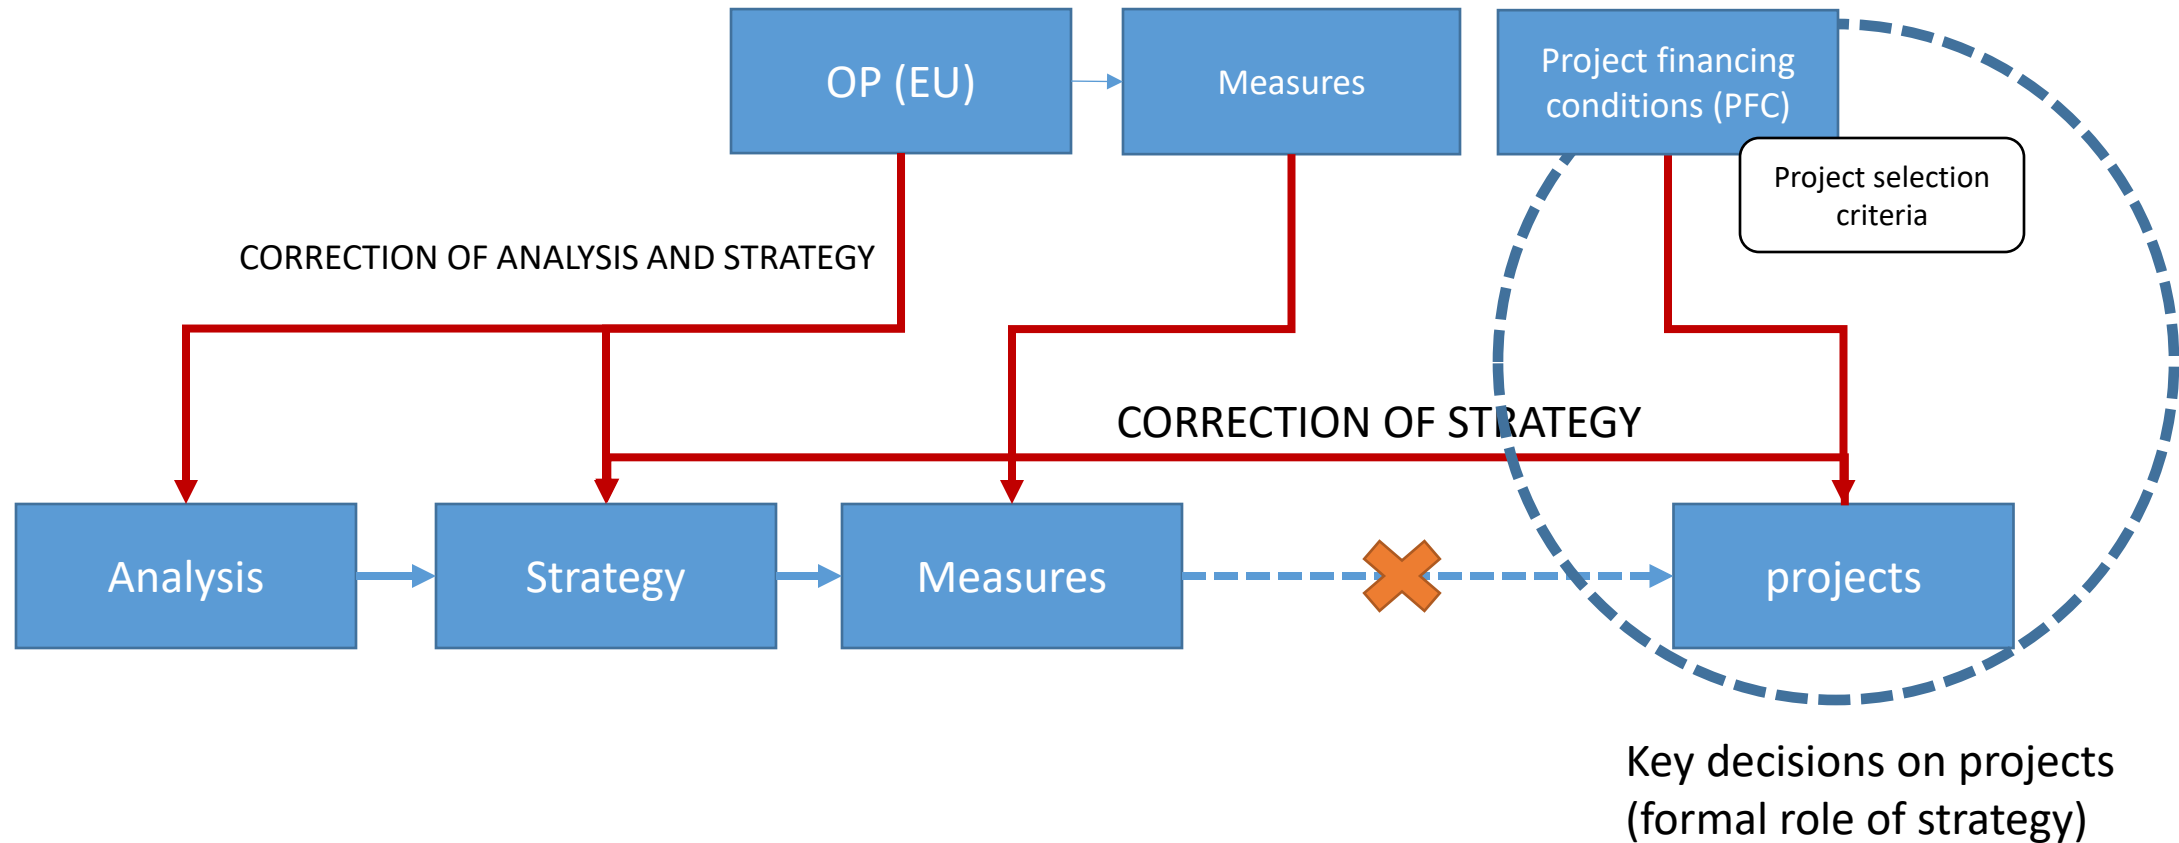 OP (EU)
Measures
Project financing
conditions (PFC)
Project selection
criteria
CORRECTION OF ANALYSIS AND STRATEGY
CORRECTION OF STRATEGY
Analysis
Strategy
Measures
projects
Key decisions on projects
(formal role of strategy)